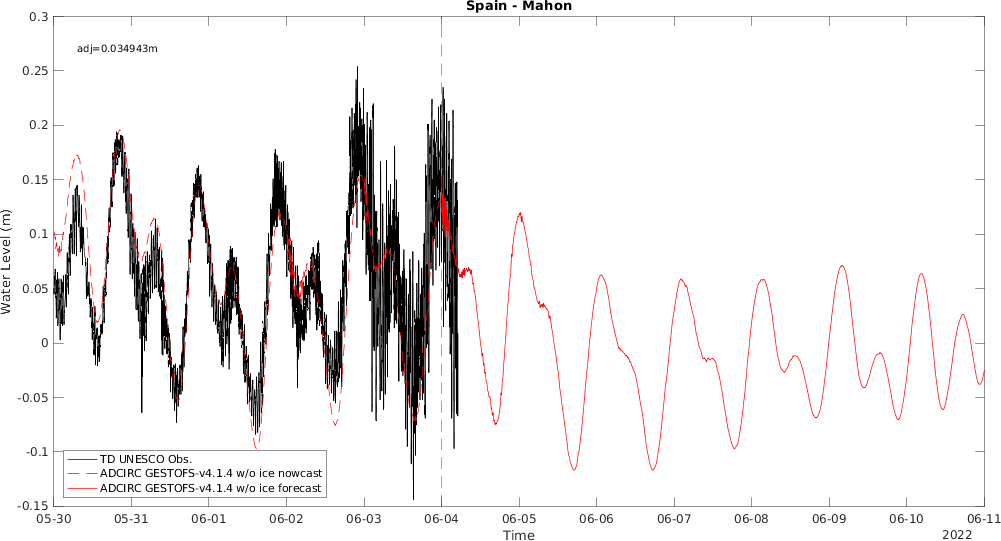 Spain - Mahon
adj=0.034943m
0.3
0.25
0.2
0.15
0.1
0.05
0
-0.05
-0.1
-0.15
Water Level (m)
TD UNESCO Obs.
ADCIRC GESTOFS-v4.1.4 w/o ice nowcast
ADCIRC GESTOFS-v4.1.4 w/o ice forecast
05-30 05-31 06-01 06-02 06-03 06-04 06-05 06-06 06-07 06-08 06-09 06-10 06-11
Time
2022